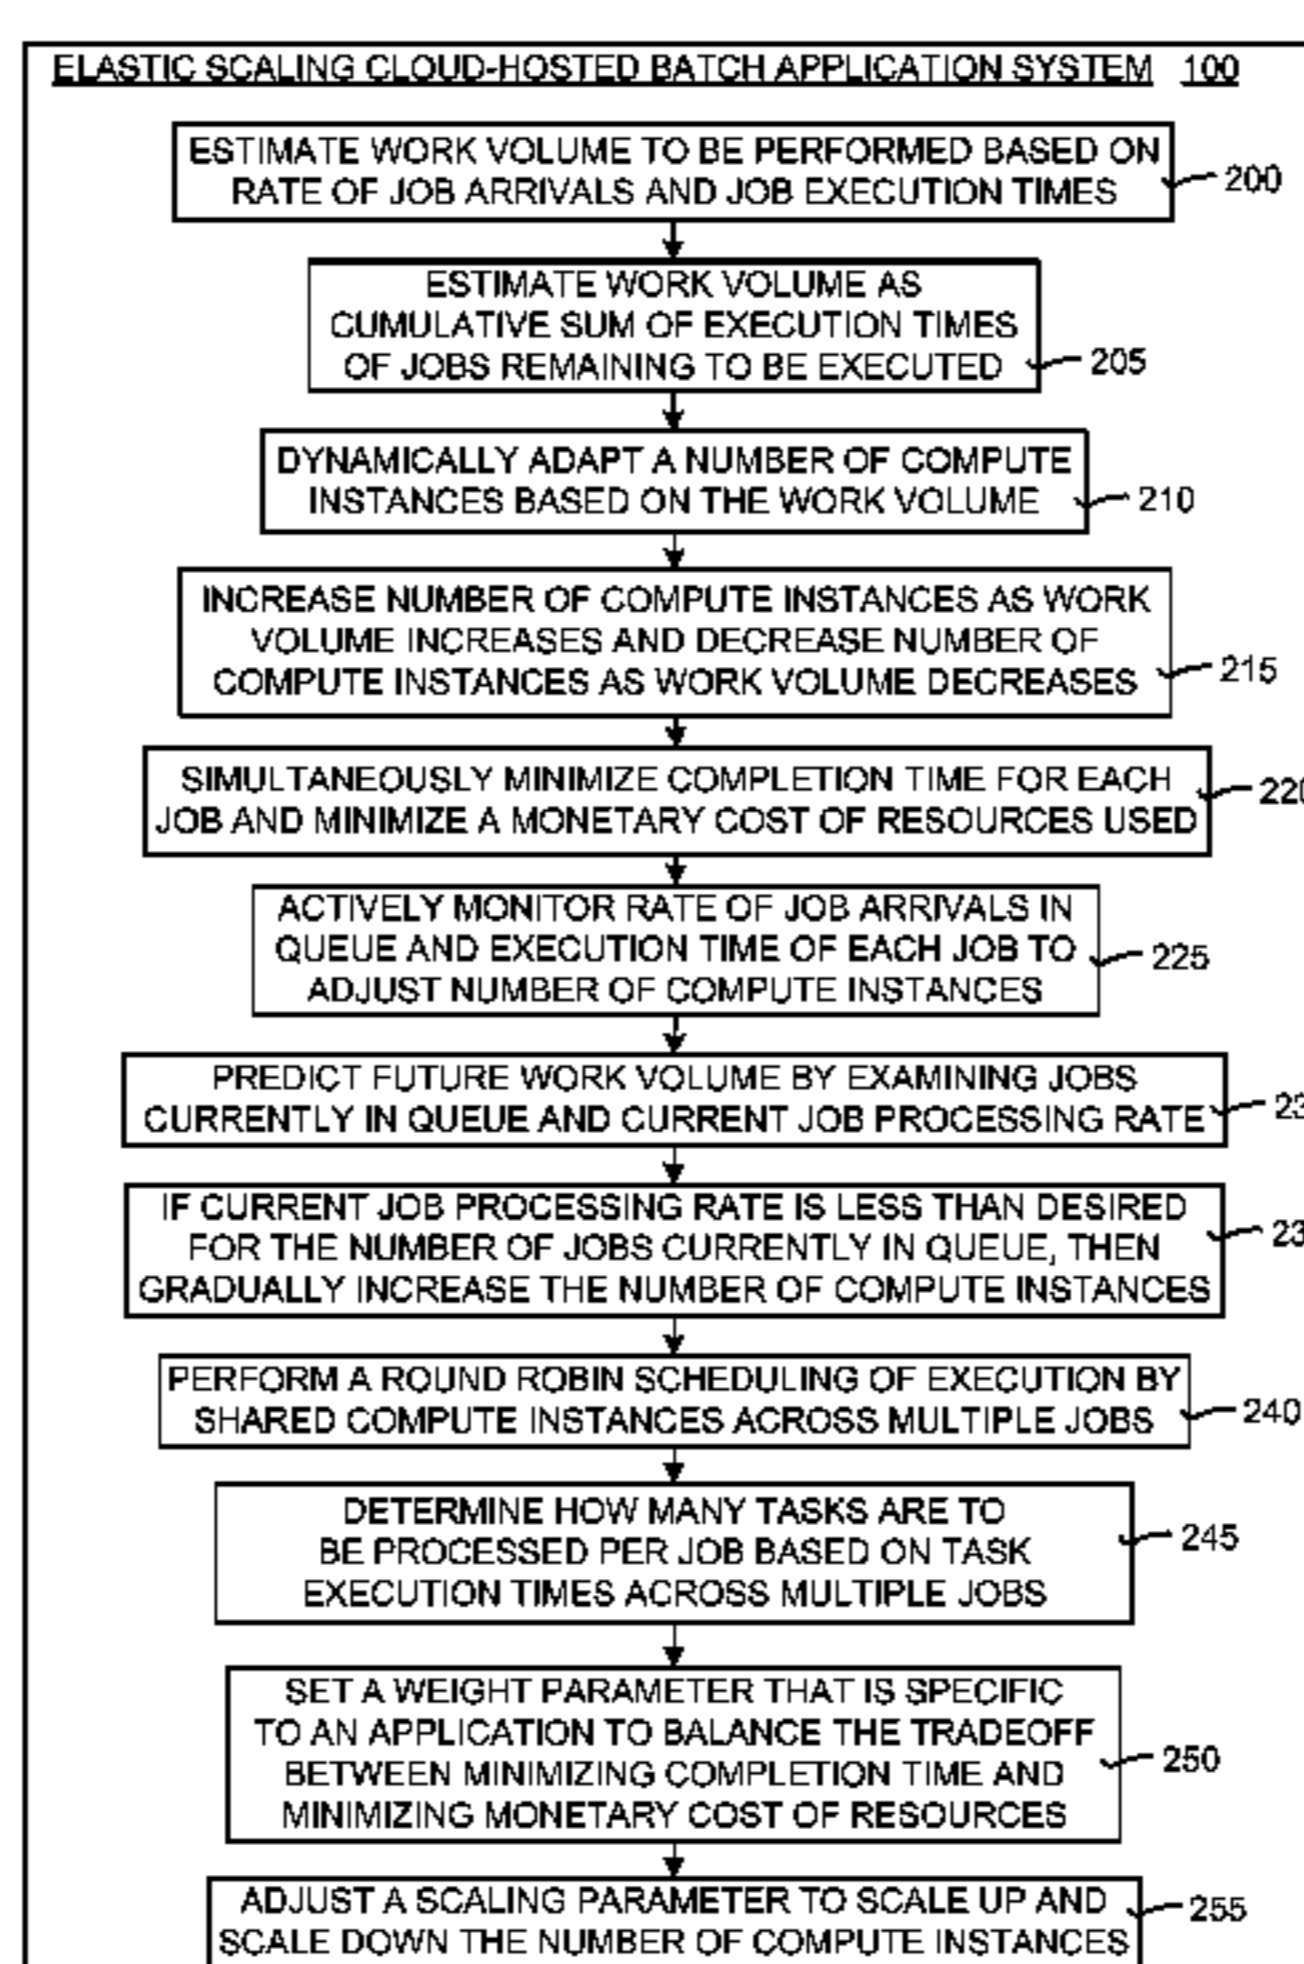 ELASTIC SCALING CLOUD-HOSTED BATCH APPLICATION SYSTEM 100
ESTIMATE WORK VOLUME TO BE PERFORMED BASED ON
RATE OF JOB ARRIVALS AND JOB EXECUTION TIMES
200
ESTIMATE WORK VOLUME AS
CUMULATIVE SUM OF EXECUTION TIMES
OF JOBS REMAINING TO BE EXECUTED
205
DYNAMICALLY ADAPT A NUMBER OF COMPUTE
INSTANCES BASED ON THE WORK VOLUME
210
INCREASE NUMBER OF COMPUTE INSTANCES AS WORK
VOLUME INCREASES AND DECREASE NUMBER OF
COMPUTE INSTANCES AS WORK VOLUME DECREASES
215
SIMULTANEOUSLY MINIMIZE COMPLETION TIME FOR EACH
JOB AND MINIMIZE A MONETARY COST OF RESOURCES USED
220
ACTIVELY MONITOR RATE OF JOB ARRIVALS IN
QUEUE AND EXECUTION TIME OF EACH JOB TO
ADJUST NUMBER OF COMPUTE INSTANCES
225
PREDICT FUTURE WORK VOLUME BY EXAMINING JOBS
CURRENTLY IN QUEUE AND CURRENT JOB PROCESSING RATE
23
IF CURRENT JOB PROCESSING RATE IS LESS THAN DESIRED
FOR THE NUMBER OF JOBS CURRENTLY IN QUEUE, THEN
GRADUALLY INCREASE THE NUMBER OF COMPUTE INSTANCES
23
PERFORM A ROUND ROBIN SCHEDULING OF EXECUTION BY
SHARED COMPUTE INSTANCES ACROSS MULTIPLE JOBS
240
DETERMINE HOW MANY TASKS ARE TO
BE PROCESSED PER JOB BASED ON TASK
EXECUTION TIMES ACROSS MULTIPLE JOBS
245
SET A WEIGHT PARAMETER THAT IS SPECIFIC
TO AN APPLICATION TO BALANCE THE TRADEOFF
BETWEEN MINIMIZING COMPLETION TIME AND
MINIMIZING MONETARY COST OF RESOURCES
250
ADJUST A SCALING PARAMETER TO SCALE UP AND
SCALE DOWN THE NUMBER OF COMPUTE INSTANCES
255